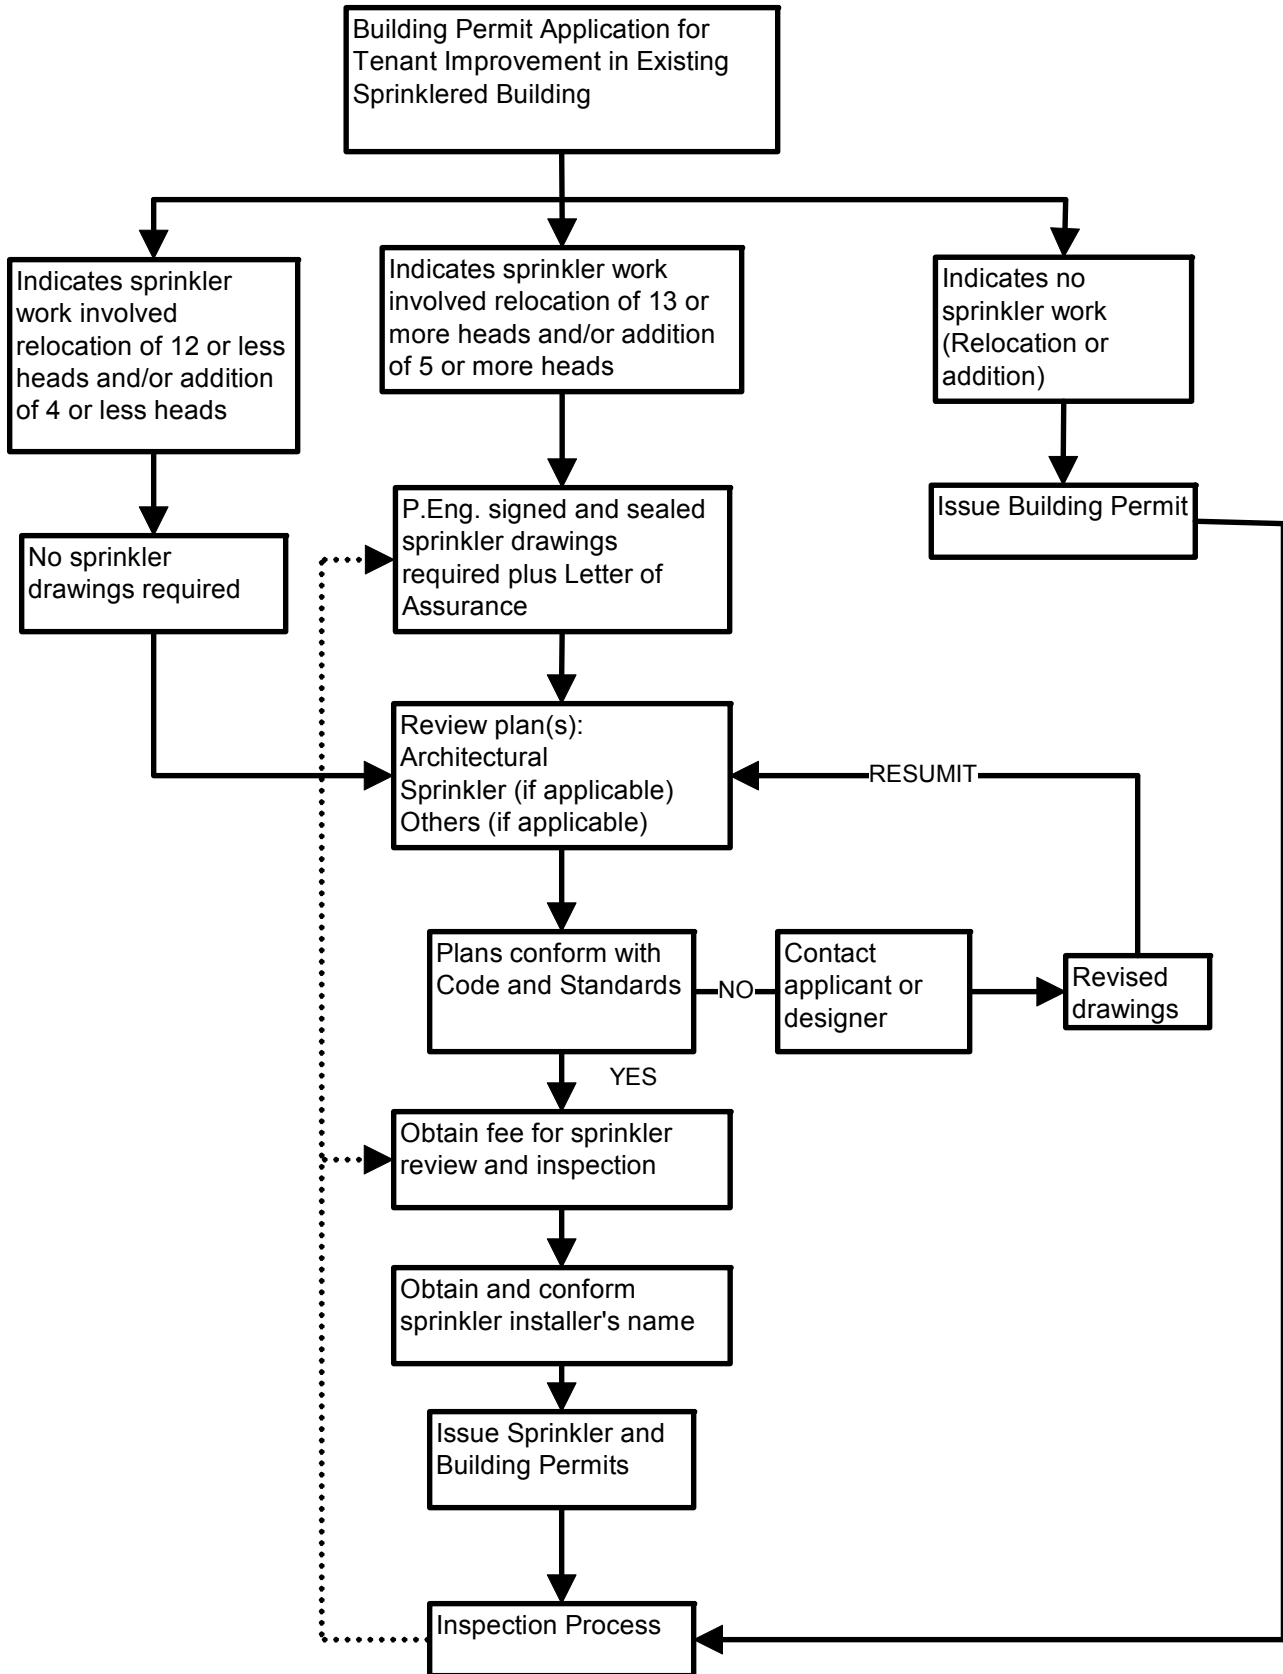 Building Permit Application for
Tenant Improvement in Existing
Sprinklered Building
Indicates sprinkler
work involved
relocation of 12 or less
heads and/or addition
of 4 or less heads
Indicates sprinkler work
involved relocation of 13 or
more heads and/or addition
of 5 or more heads
Indicates no
sprinkler work
(Relocation or
addition)
No sprinkler
drawings required
P.Eng. signed and sealed
sprinkler drawings
required plus Letter of
Assurance
Issue Building Permit
Review plan(s):
Architectural
Sprinkler (if applicable)
Others (if applicable)
RESUMIT
Plans conform with
Code and Standards
NO
Contact
applicant or
designer
Revised
drawings
YES
Obtain fee for sprinkler
review and inspection
Obtain and conform
sprinkler installer's name
Issue Sprinkler and
Building Permits
Inspection Process